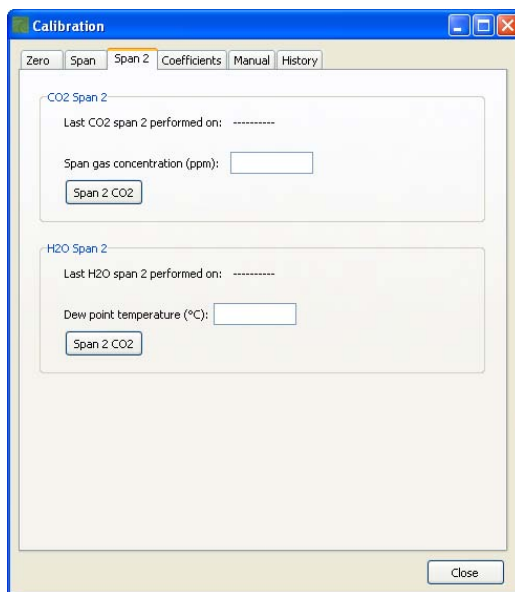 Calibration
Zero Span Span 2 Coefficients Manual History
CO2 Span 2
Last CO2 span 2 performed on: ----------
Span gas concentration (ppm):
Span 2 CO2
H2O Span 2
Last H2O span 2 performed on: ----------
Dew point temperature (°C):
Span 2 CO2
Close